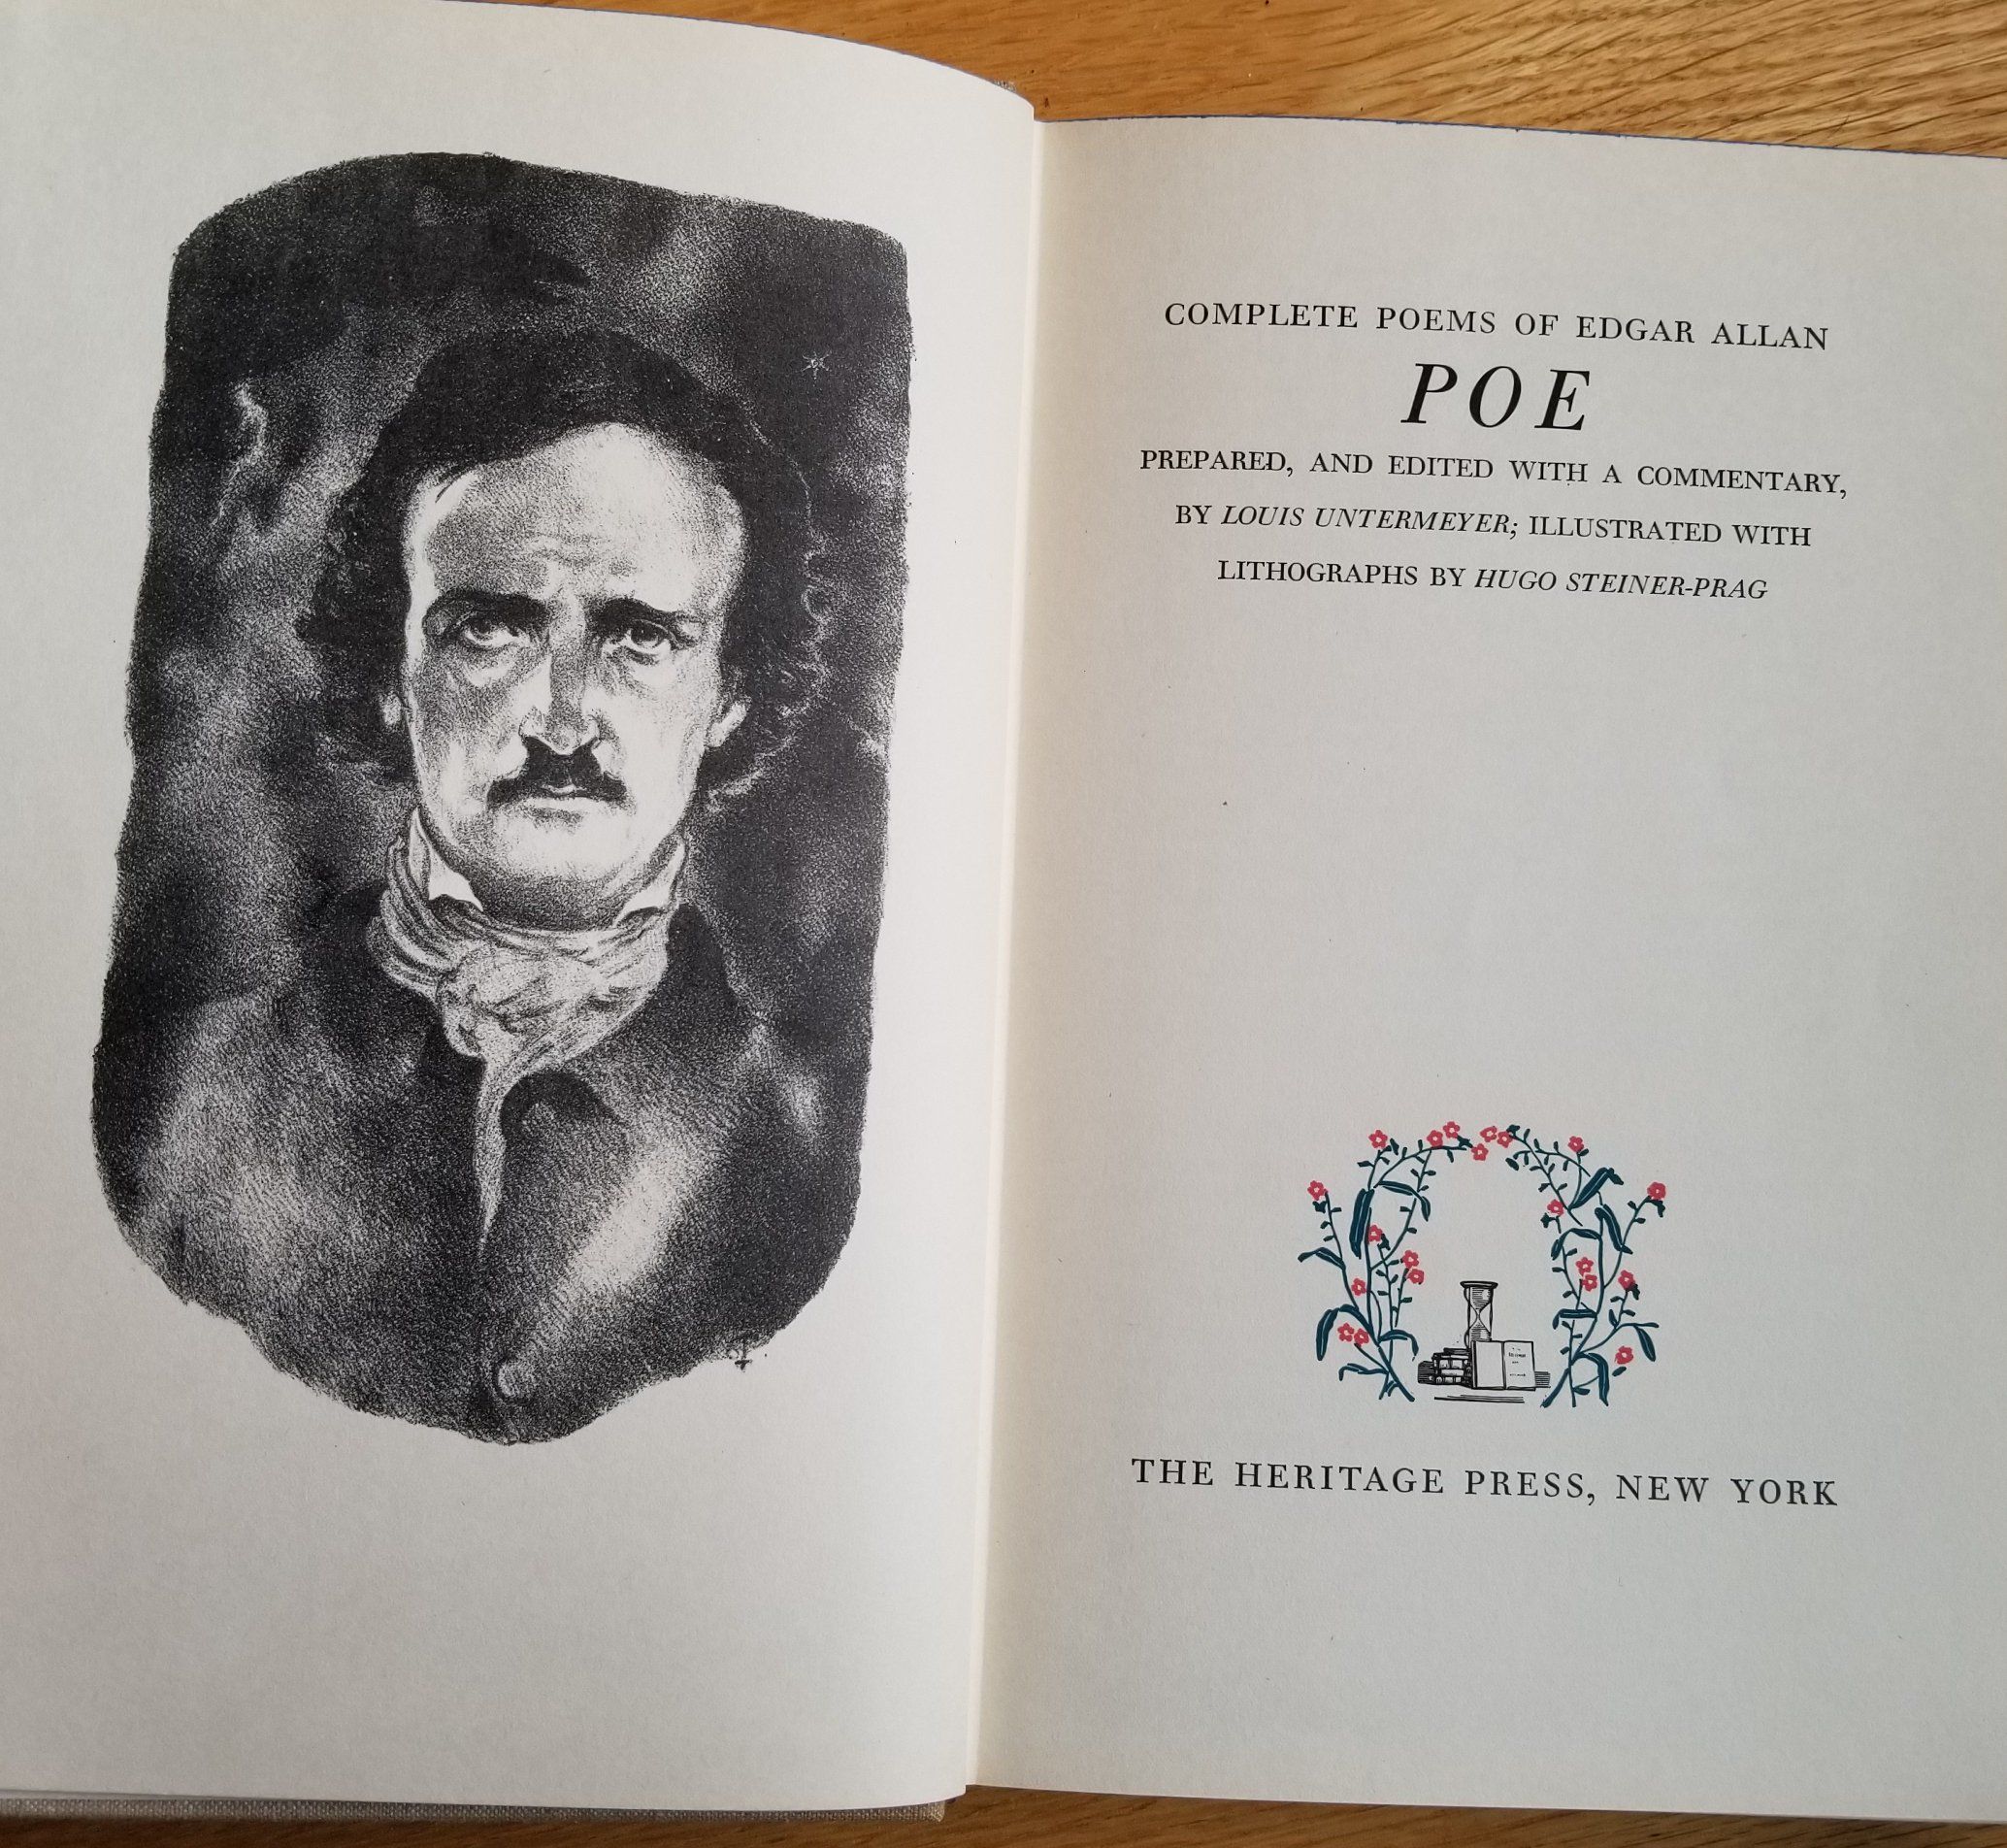 COMPLETE POEMS OF EDGAR ALLAN
POE
PREPARED, AND EDITED WITH A COMMENTARY,
BY LOUIS UNTERMEYER; ILLUSTRATED WITH
LITHOGRAPHS BY HUGO STEINER-PRAG
THE HERITAGE PRESS, NEW YORK